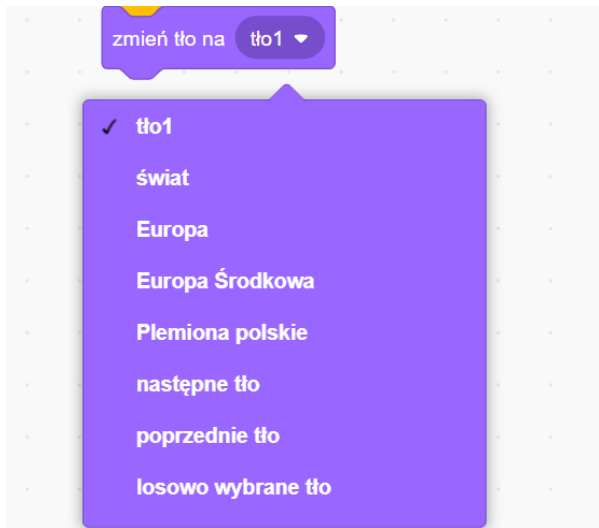 zmień tło na tło1
tło1
świat
Europa
Europa Środkowa
Plemiona polskie
następne tło
poprzednie tło
losowo wybrane tło